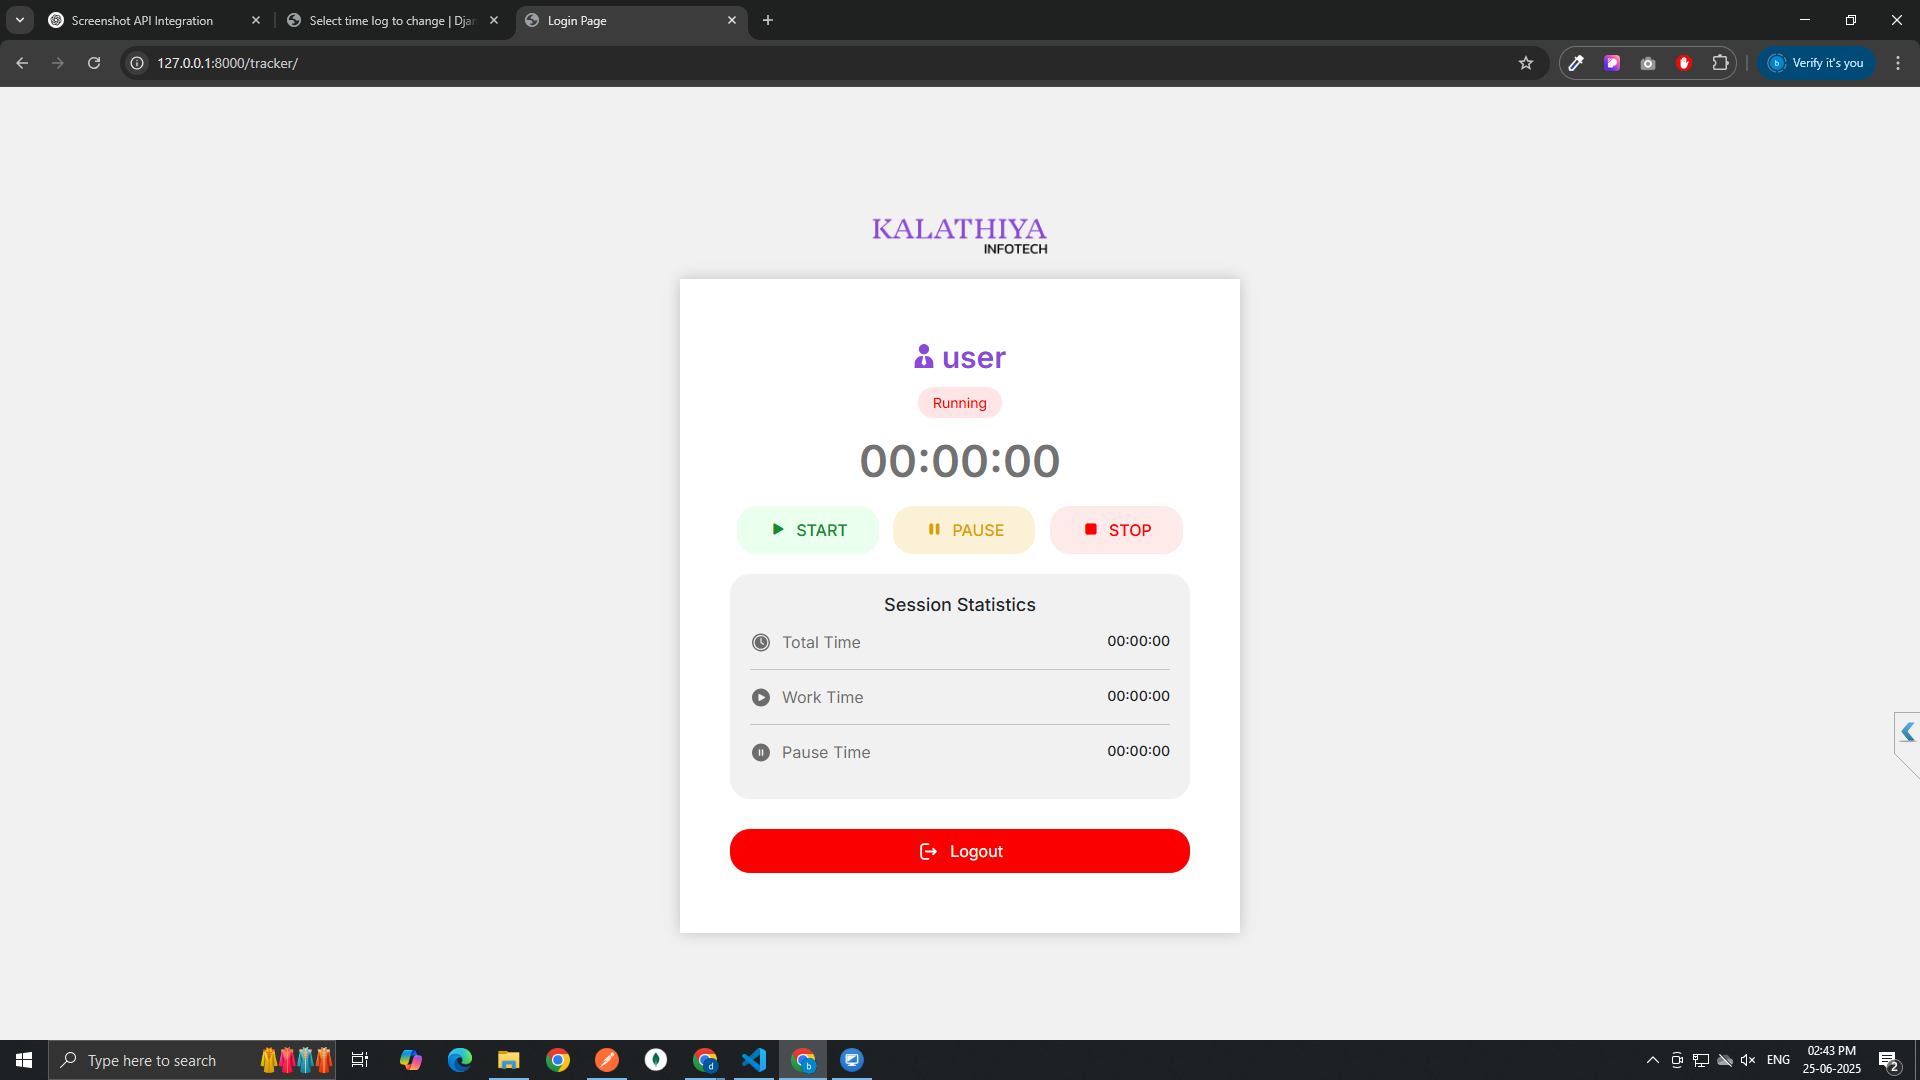 Screenshot API Integration
Select time log to change | Djan
Login Page
127.0.0.1:8000/tracker/
Verify it's you
KALATHIYA
INFOTECH
user
Running
00:00:00
START
PAUSE
STOP
Session Statistics
Total Time 00:00:00
Work Time 00:00:00
Pause Time 00:00:00
Logout
Type here to search
ENG
02:43 PM
25-06-2025
2